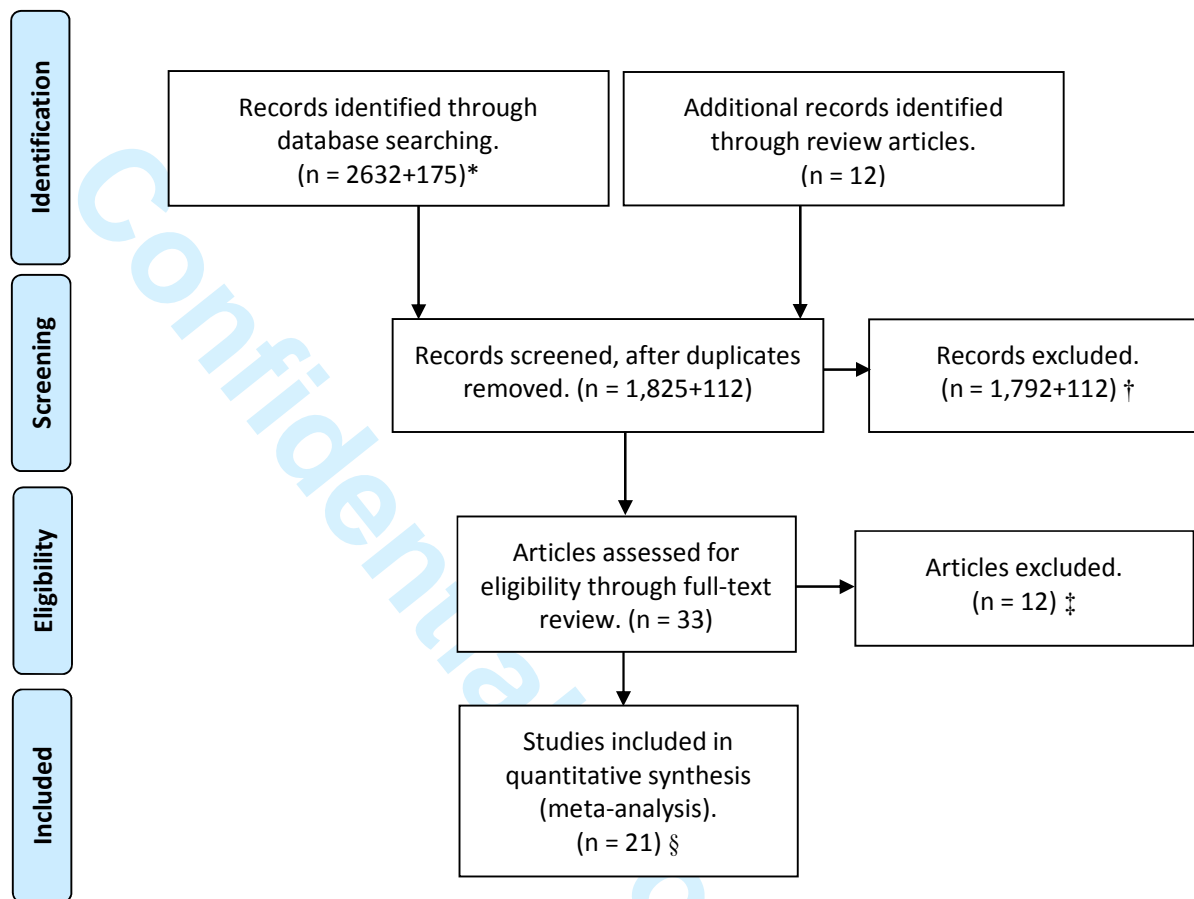 Identification
Records identified through
database searching.
(n = 2632+175)*
Additional records identified
through review articles.
(n = 12)
Screening
Records screened, after duplicates
removed. (n = 1,825+112)
Records excluded.
(n = 1,792+112) †
Eligibility
Articles assessed for
eligibility through full-text
review. (n = 33)
Articles excluded.
(n = 12) ‡
Included
Studies included in
quantitative synthesis
(meta-analysis).
(n = 21) §
Confidential